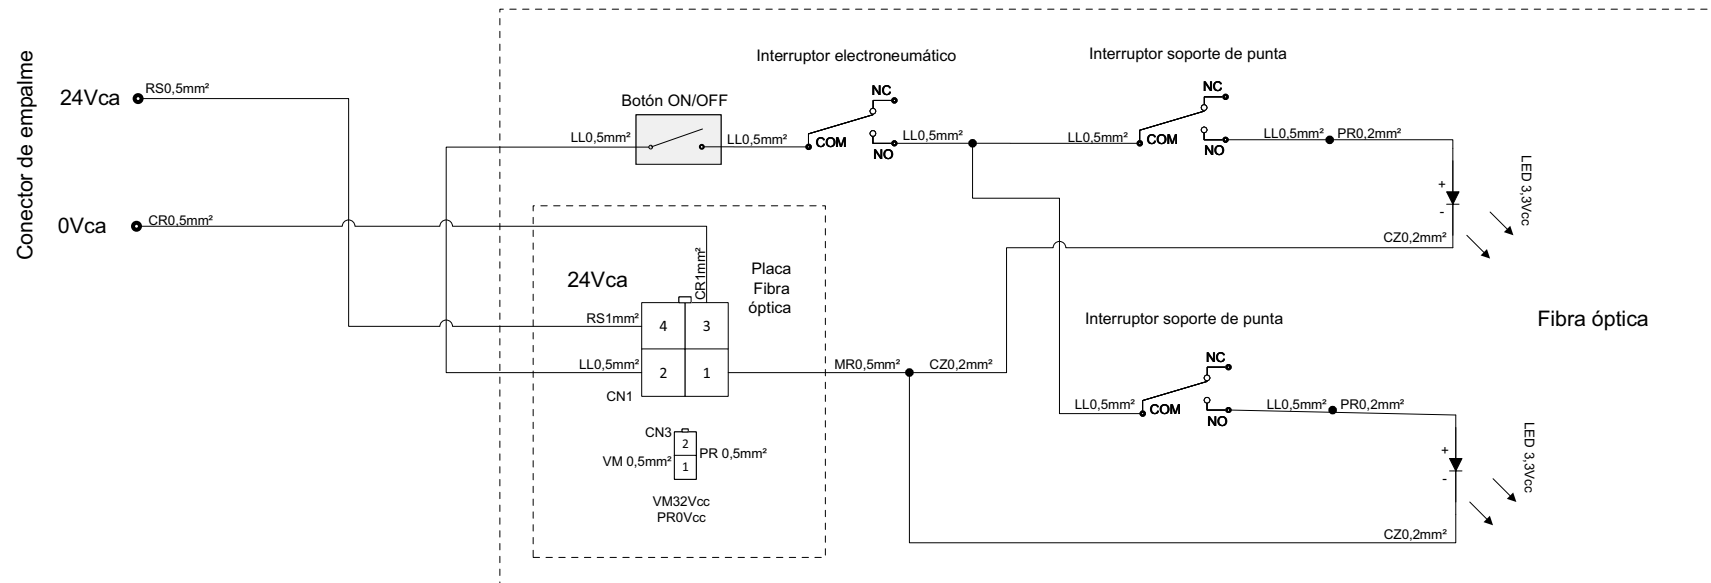 Conector de empalme
24Vca
RS0,5mm²
0Vca
CR0,5mm²
Botón ON/OFF
LL0,5mm²
LL0,5mm²
Interruptor electroneumático
NC
COM
NO
LL0,5mm²
Interruptor soporte de punta
LL0,5mm²
NC
COM
NO
LL0,5mm²
PR0,2mm²
+
-
LED 3,3Vcc
CZ0,2mm²
24Vca
CR1mm²
Placa
Fibra
óptica
RS1mm²
4
3
LL0,5mm²
2
1
CN1
MR0,5mm²
CZ0,2mm²
CN3
2
PR 0,5mm²
VM 0,5mm²
1
VM32Vcc
PR0Vcc
Interruptor soporte de punta
LL0,5mm²
NC
COM
NO
LL0,5mm²
PR0,2mm²
+
-
LED 3,3Vcc
CZ0,2mm²
Fibra óptica